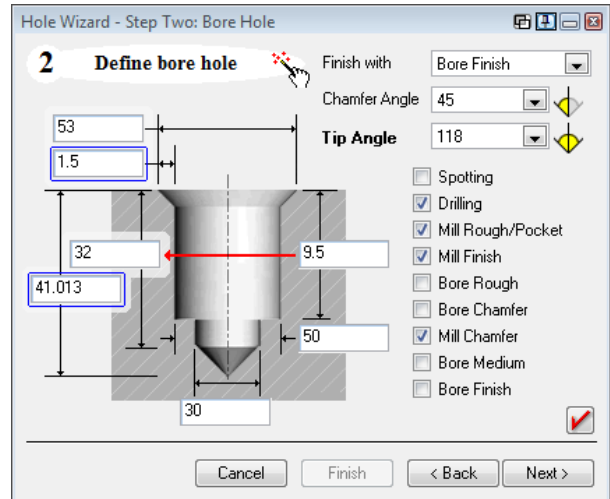 Hole Wizard - Step Two: Bore Hole
2 Define bore hole
Finish with Bore Finish
Chamfer Angle 45
Tip Angle 118
53
1.5
32
9.5
41.013
50
30
Spotting
Drilling
Mill Rough/Pocket
Mill Finish
Bore Rough
Bore Chamfer
Mill Chamfer
Bore Medium
Bore Finish
Cancel Finish < Back Next >